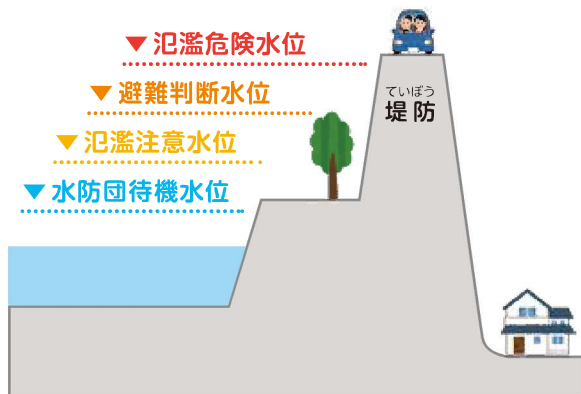 ▼氾濫危険水位
▼避難判断水位
▼氾濫注意水位
▼水防団待機水位
ていぼう
堤防